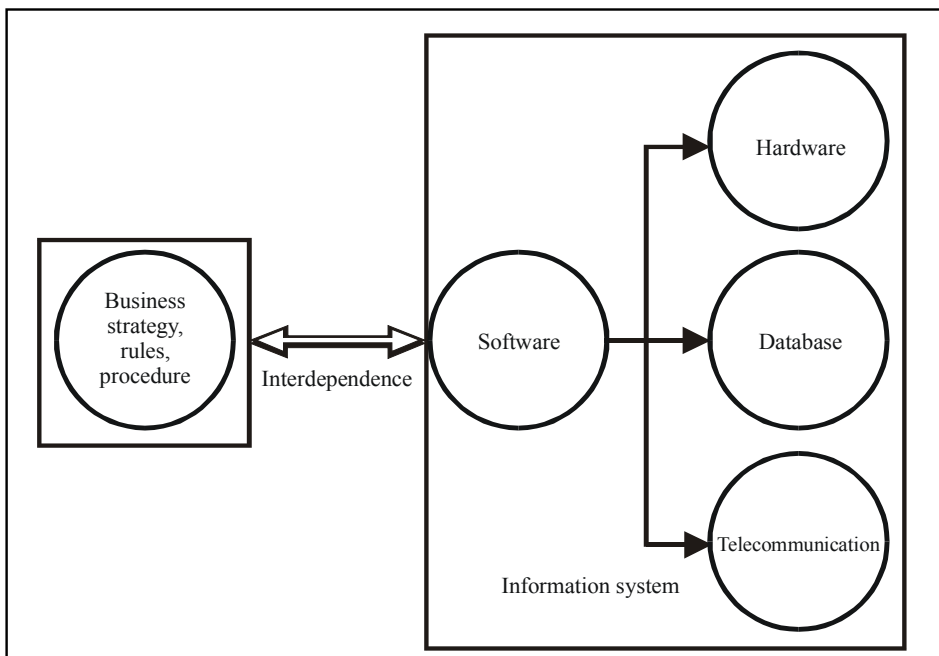 Business
strategy,
rules,
procedure
Interdependence
Software
Hardware
Database
Telecommunication
Information system